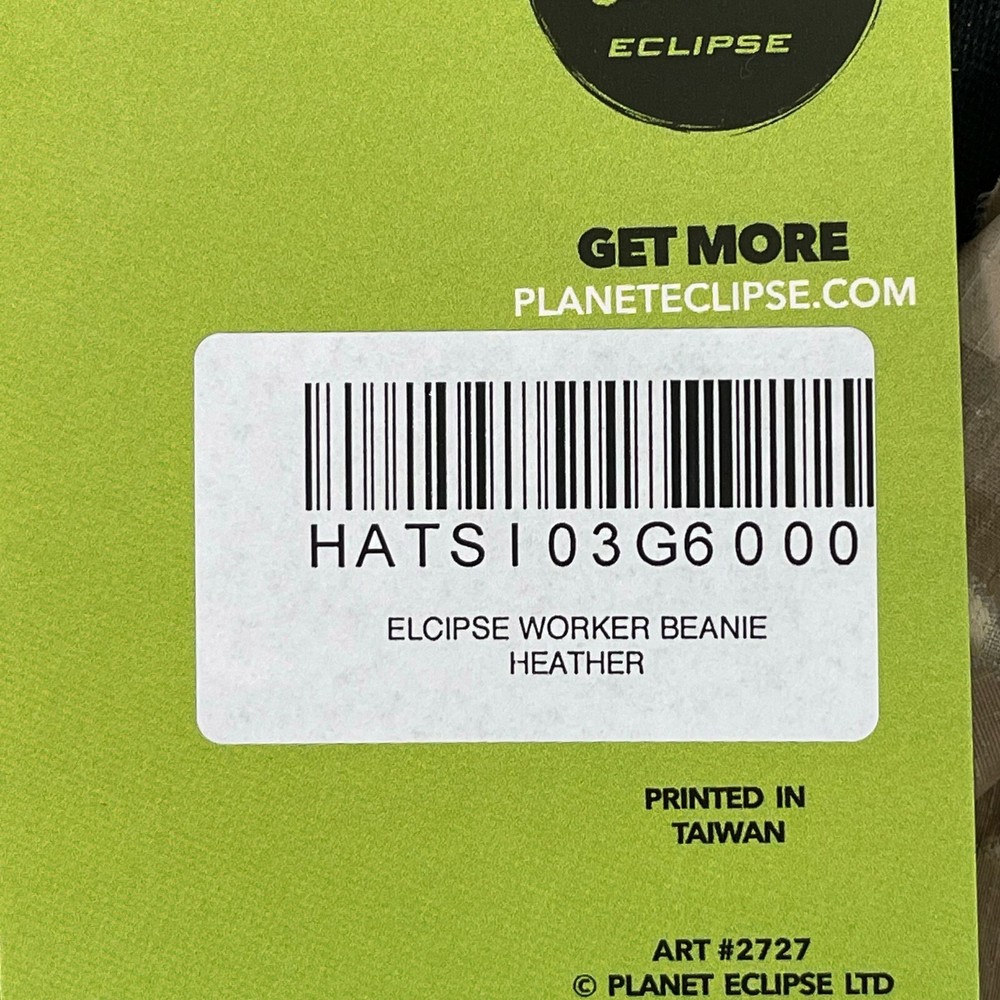 ECLIPSE
GET MORE
PLANETECLIPSE.COM
HATSI03G6000
ELCIPSE WORKER BEANIE
HEATHER
PRINTED IN
TAIWAN
ART #2727
© PLANET ECLIPSE LTD